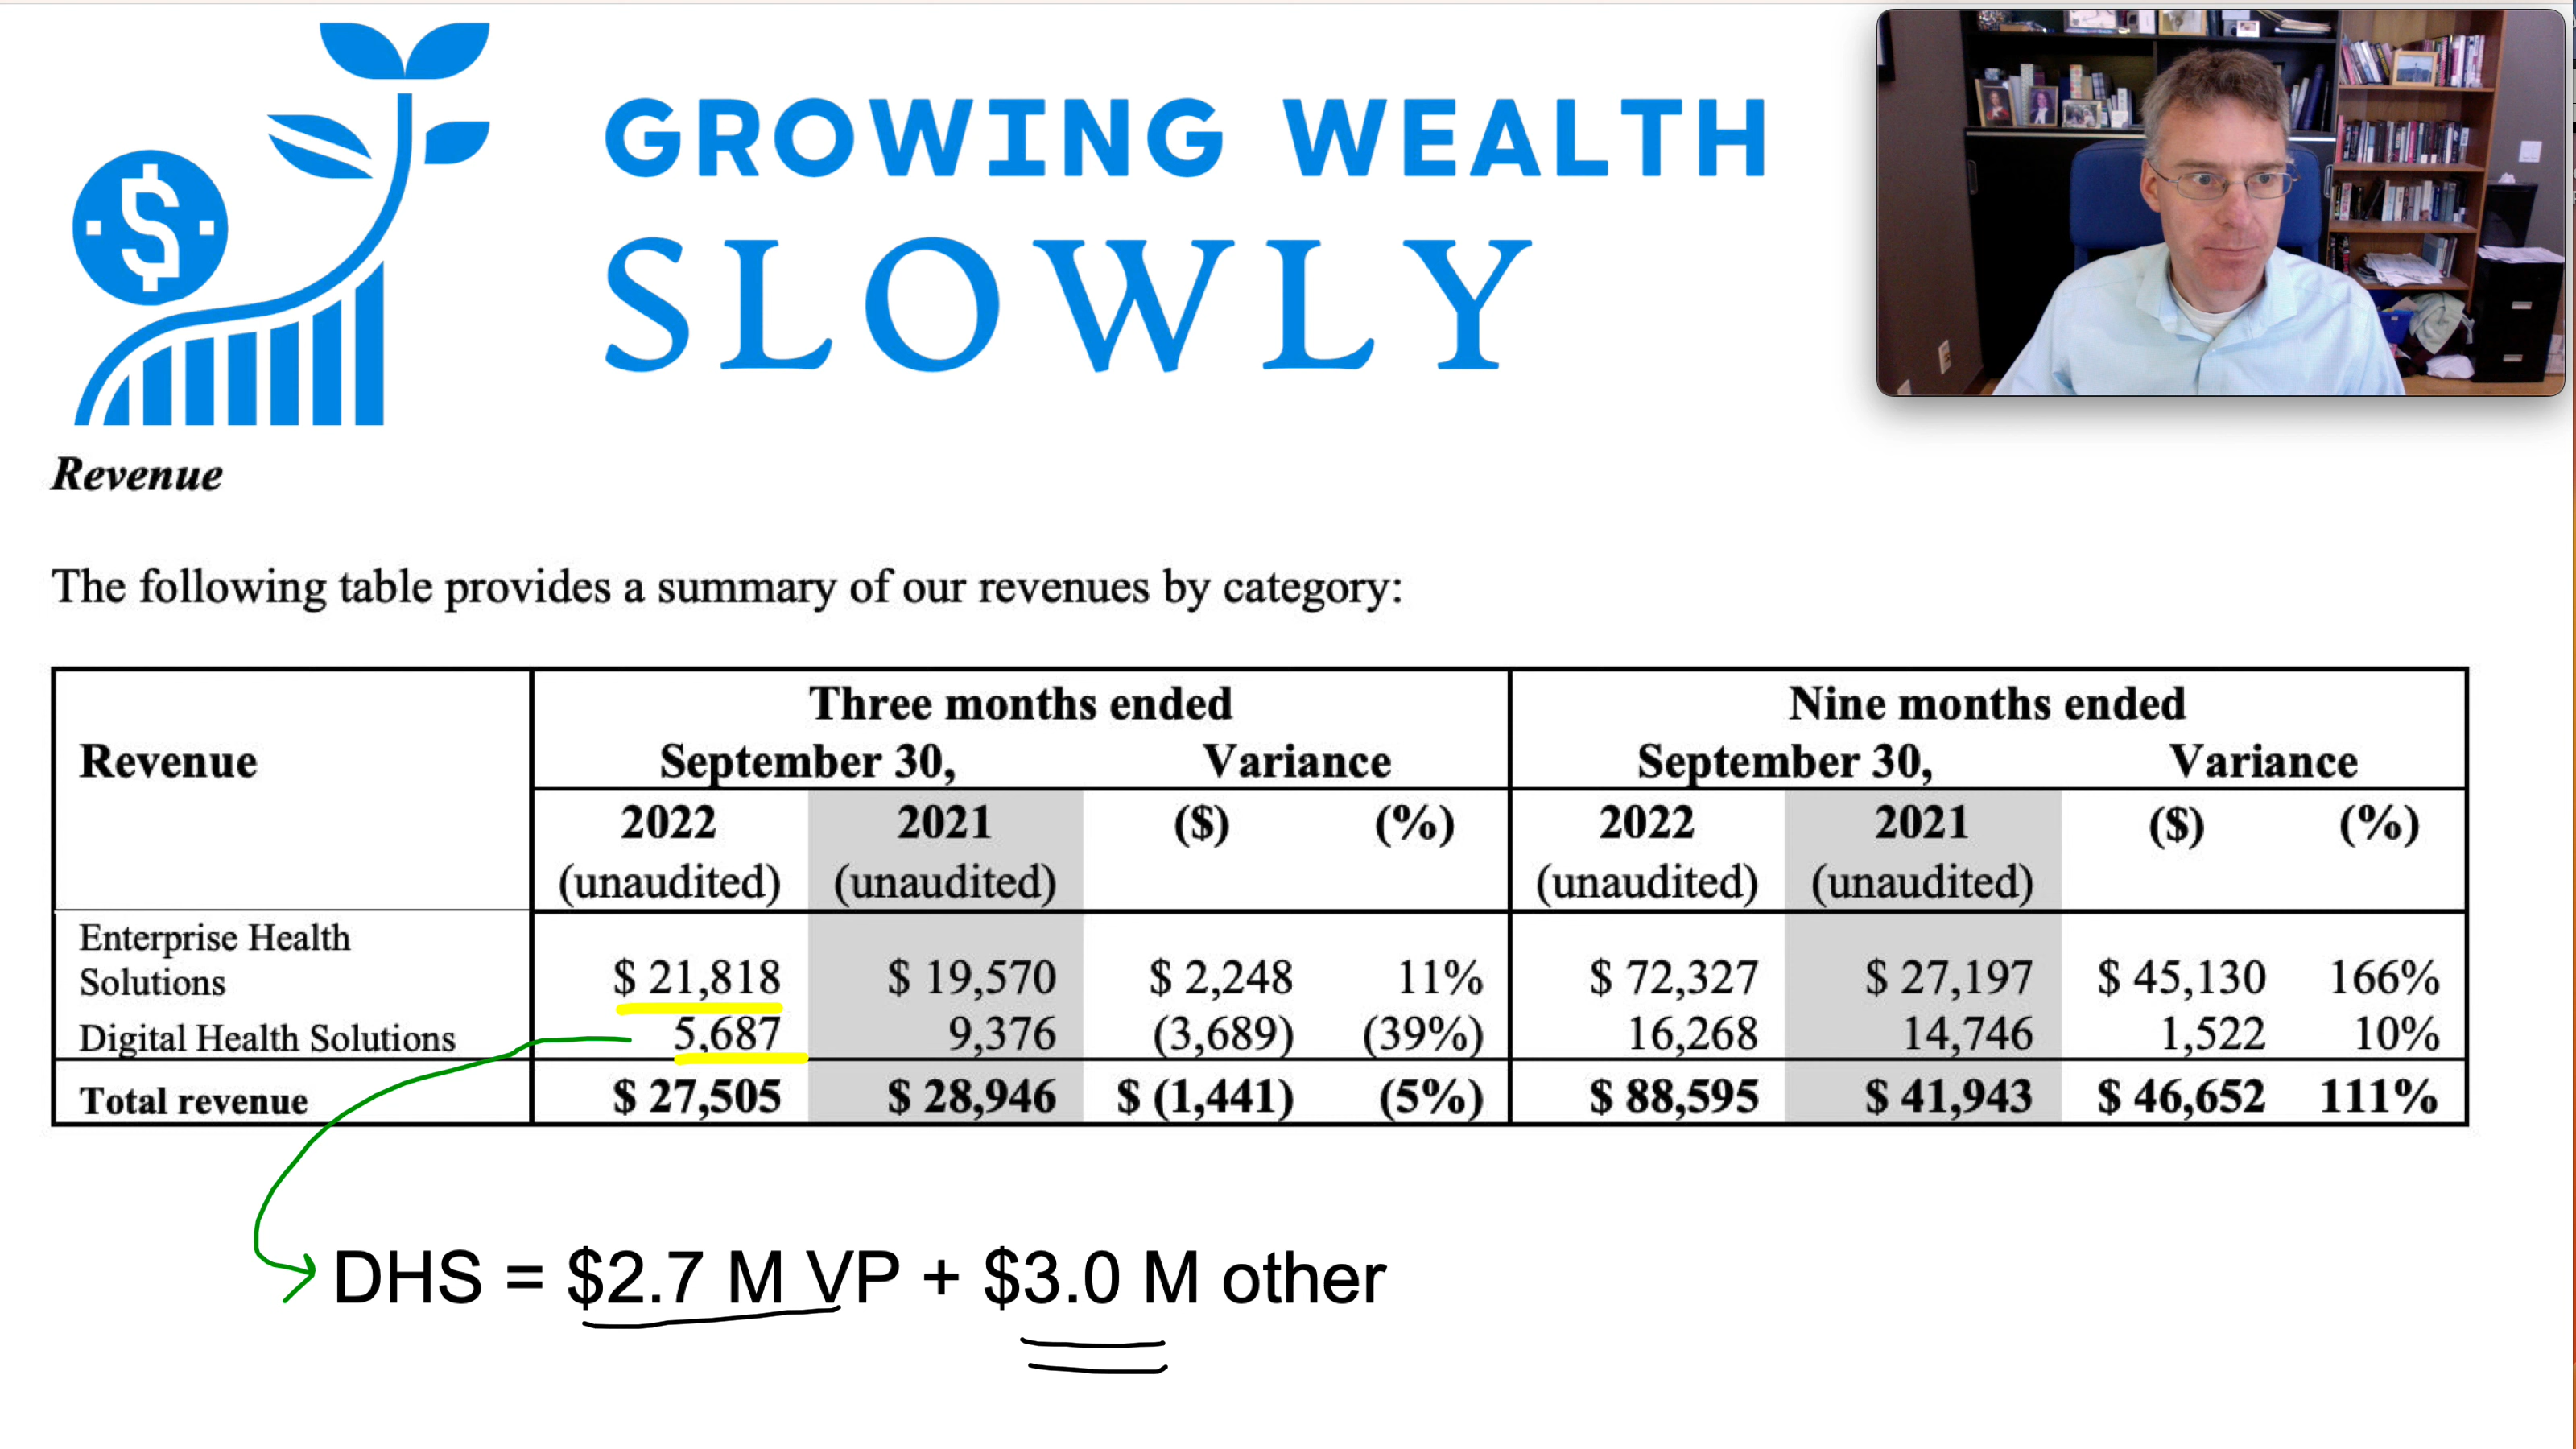 GROWING WEALTH
SLOWLY
Revenue
The following table provides a summary of our revenues by category:
Revenue Three months ended September 30, Variance Nine months ended September 30, Variance
2022 2021 ($) (%) 2022 2021 ($) (%)
(unaudited) (unaudited) (unaudited) (unaudited)
Enterprise Health
Solutions $ 21,818 $ 19,570 $ 2,248 11% $ 72,327 $ 27,197 $ 45,130 166%
Digital Health Solutions 5,687 9,376 (3,689) (39%) 16,268 14,746 1,522 10%
Total revenue $ 27,505 $ 28,946 $ (1,441) (5%) $ 88,595 $ 41,943 $ 46,652 111%
DHS = $2.7 M VP + $3.0 M other